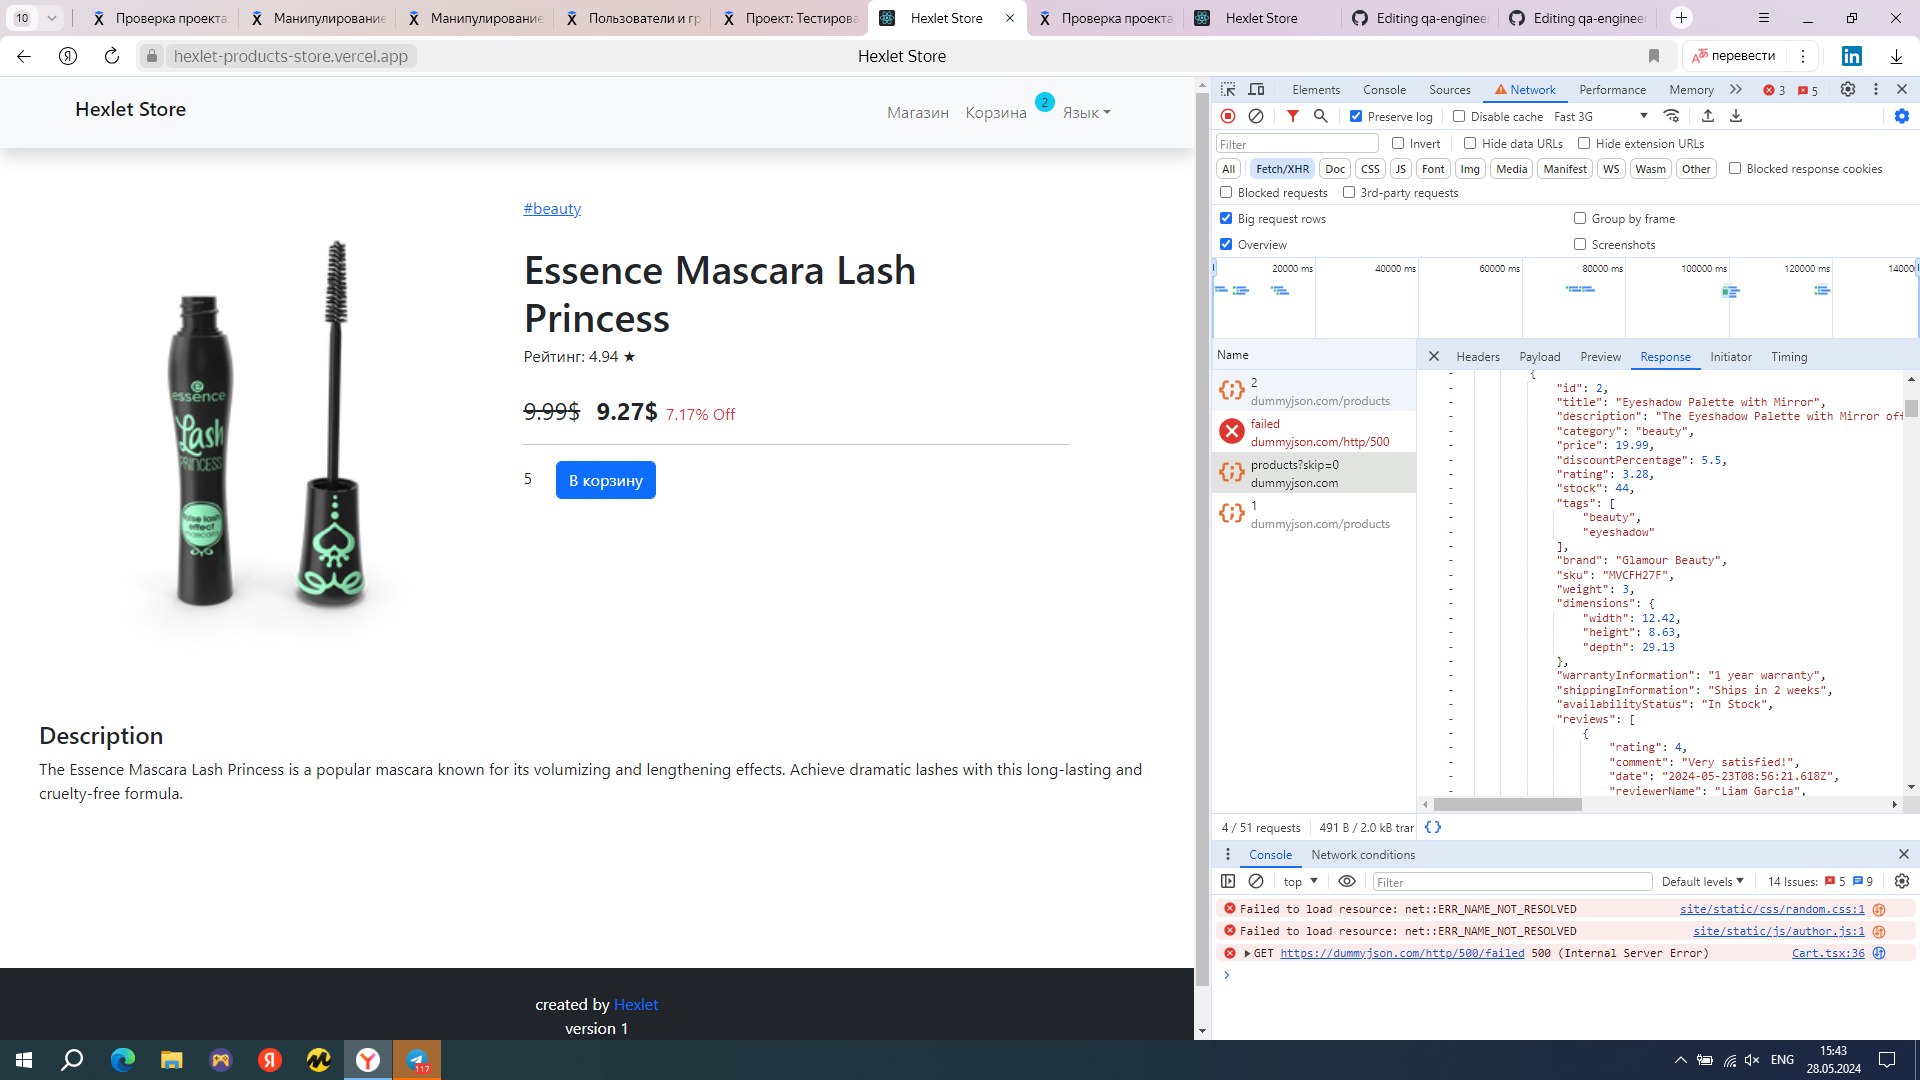 10
Проверка проекта
Манипулирование
Манипулирование
Пользователи и гр
Проект: Тестирова
Hexlet Store
Проверка проекта
Hexlet Store
Editing qa-engineer
Editing qa-engineer
hexlet-products-store.vercel.app
Hexlet Store
перевести
Hexlet Store
Магазин
Корзина
2
Язык
#beauty
Essence Mascara Lash
Princess
Рейтинг: 4.94 ★
9.99$ 9.27$ 7.17% Off
5
В корзину
essence
Lash
PRINCESS
Description
The Essence Mascara Lash Princess is a popular mascara known for its volumizing and lengthening effects. Achieve dramatic lashes with this long-lasting and
cruelty-free formula.
created by Hexlet
version 1
Elements Console Sources Network Performance Memory 3 5
Preserve log Disable cache Fast 3G
Filter Invert Hide data URLs Hide extension URLs
All Fetch/XHR Doc CSS JS Font Img Media Manifest WS Wasm Other Blocked response cookies
Blocked requests 3rd-party requests
Big request rows Group by frame
Overview Screenshots
20000 ms 40000 ms 60000 ms 80000 ms 100000 ms 120000 ms 14000
Name
2
dummyjson.com/products
failed
dummyjson.com/http/500
products?skip=0
dummyjson.com
1
dummyjson.com/products
Headers Payload Preview Response Initiator Timing
{
"id": 2,
"title": "Eyeshadow Palette with Mirror",
"description": "The Eyeshadow Palette with Mirror off
"category": "beauty",
"price": 19.99,
"discountPercentage": 5.5,
"rating": 3.28,
"stock": 44,
"tags": [
"beauty",
"eyeshadow"
],
"brand": "Glamour Beauty",
"sku": "MVCFH27F",
"weight": 3,
"dimensions": {
"width": 12.42,
"height": 8.63,
"depth": 29.13
},
"warrantyInformation": "1 year warranty",
"shippingInformation": "Ships in 2 weeks",
"availabilityStatus": "In Stock",
"reviews": [
{
"rating": 4,
"comment": "Very satisfied!",
"date": "2024-05-23T08:56:21.618Z",
"reviewerName": "Liam Garcia",
4 / 51 requests 491 B / 2.0 kB tran
Console Network conditions
top Filter Default levels 14 Issues: 5 9
Failed to load resource: net::ERR_NAME_NOT_RESOLVED site/static/css/random.css:1
Failed to load resource: net::ERR_NAME_NOT_RESOLVED site/static/js/author.js:1
GET https://dummyjson.com/http/500/failed 500 (Internal Server Error) Cart.tsx:36
117
ENG
15:43
28.05.2024